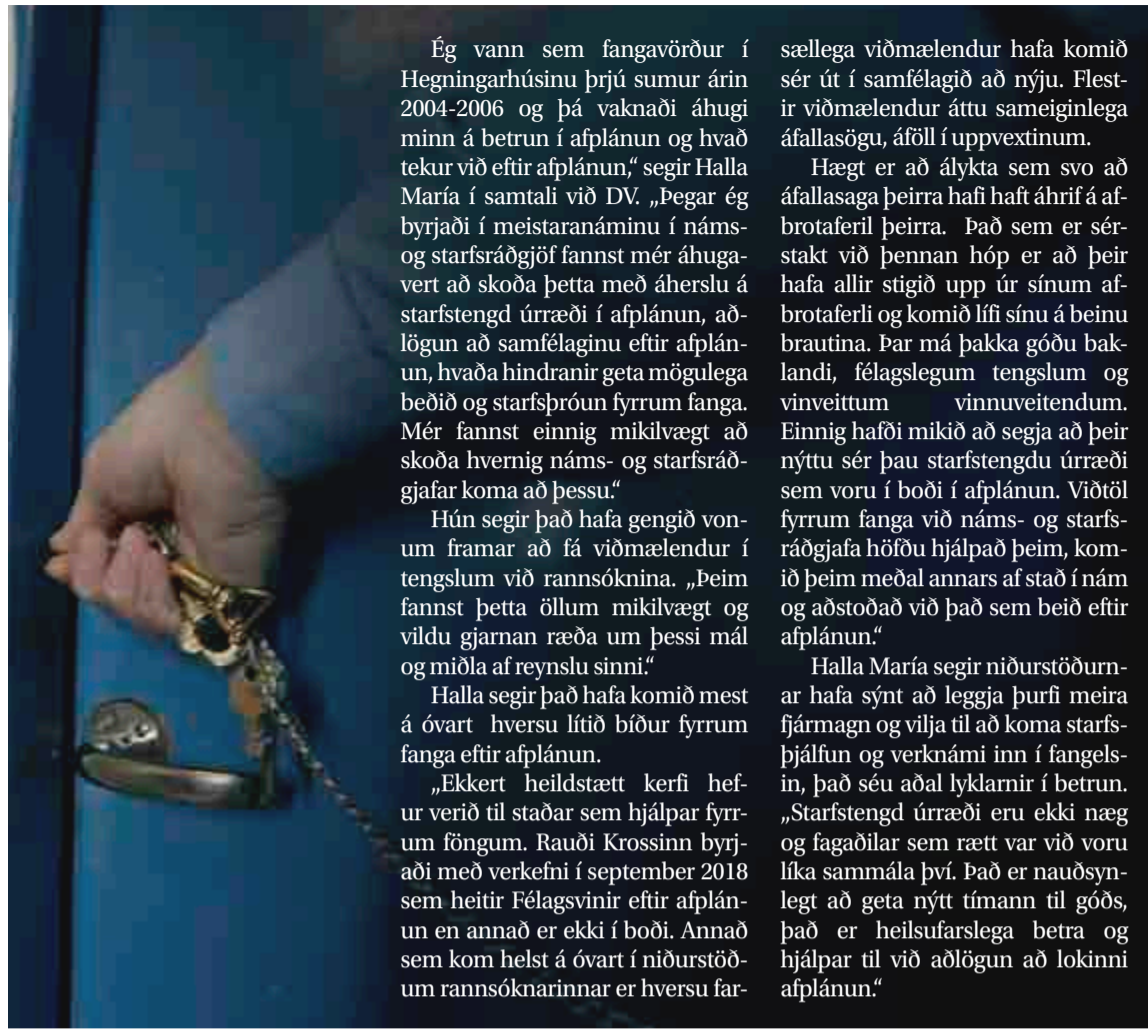 Ég vann sem fangavörður í
Hegningarhúsinu þrjú sumur árin
2004-2006 og þá vaknaði áhugi
minn á betrun í afplánun og hvað
tekur við eftir afplánun,“ segir Halla
María í samtali við DV. „Þegar ég
byrjaði í meistaranáminu í náms-
og starfsráðgjöf fannst mér áhuga-
vert að skoða þetta með áherslu á
starfstengd úrræði í afplánun, að-
lögun að samfélaginu eftir afplán-
un, hvaða hindranir geta mögulega
beðið og starfsþróun fyrrum fanga.
Mér fannst einnig mikilvægt að
skoða hvernig náms- og starfsráð-
gjafar koma að þessu.“
Hún segir það hafa gengið von-
um framar að fá viðmælendur í
tengslum við rannsóknina. „Þeim
fannst þetta öllum mikilvægt og
vildu gjarnan ræða um þessi mál
og miðla af reynslu sinni.“
Halla segir það hafa komið mest
á óvart hversu lítið bíður fyrrum
fanga eftir afplánun.
„Ekkert heildstætt kerfi hef-
ur verið til staðar sem hjálpar fyrr-
um föngum. Rauði Krossinn byrj-
aði með verkefni í september 2018
sem heitir Félagsvinir eftir afplán-
un en annað er ekki í boði. Annað
sem kom helst á óvart í niðurstöð-
um rannsóknarinnar er hversu far-
sællega viðmælendur hafa komið
sér út í samfélagið að nýju. Flest-
ir viðmælendur áttu sameiginlega
áfallasögu, áföll í uppvextinum.
Hægt er að álykta sem svo að
áfallasaga þeirra hafi haft áhrif á af-
brotaferil þeirra. Það sem er sér-
stakt við þennan hóp er að þeir
hafa allir stigið upp úr sínum af-
brotaferli og komið lífi sínu á beinu
brautina. Þar má þakka góðu bak-
landi, félagslegum tengslum og
vinveittum vinnuveitendum.
Einnig hafði mikið að segja að þeir
nýttu sér þau starfstengdu úrræði
sem voru í boði í afplánun. Viðtöl
fyrrum fanga við náms- og starfs-
ráðgjafa höfðu hjálpað þeim, kom-
ið þeim meðal annars af stað í nám
og aðstoðað við það sem beið eftir
afplánun.“
Halla María segir niðurstöðurn-
ar hafa sýnt að leggja þurfi meira
fjármagn og vilja til að koma starfs-
þjálfun og verknámi inn í fangels-
in, það séu aðal lyklarnir í betrun.
„Starfstengd úrræði eru ekki næg
og fagaðilar sem rætt var við voru
líka sammála því. Það er nauðsyn-
legt að geta nýtt tímann til góðs,
það er heilsufarslega betra og
hjálpar til við aðlögun að lokinni
afplánun.“